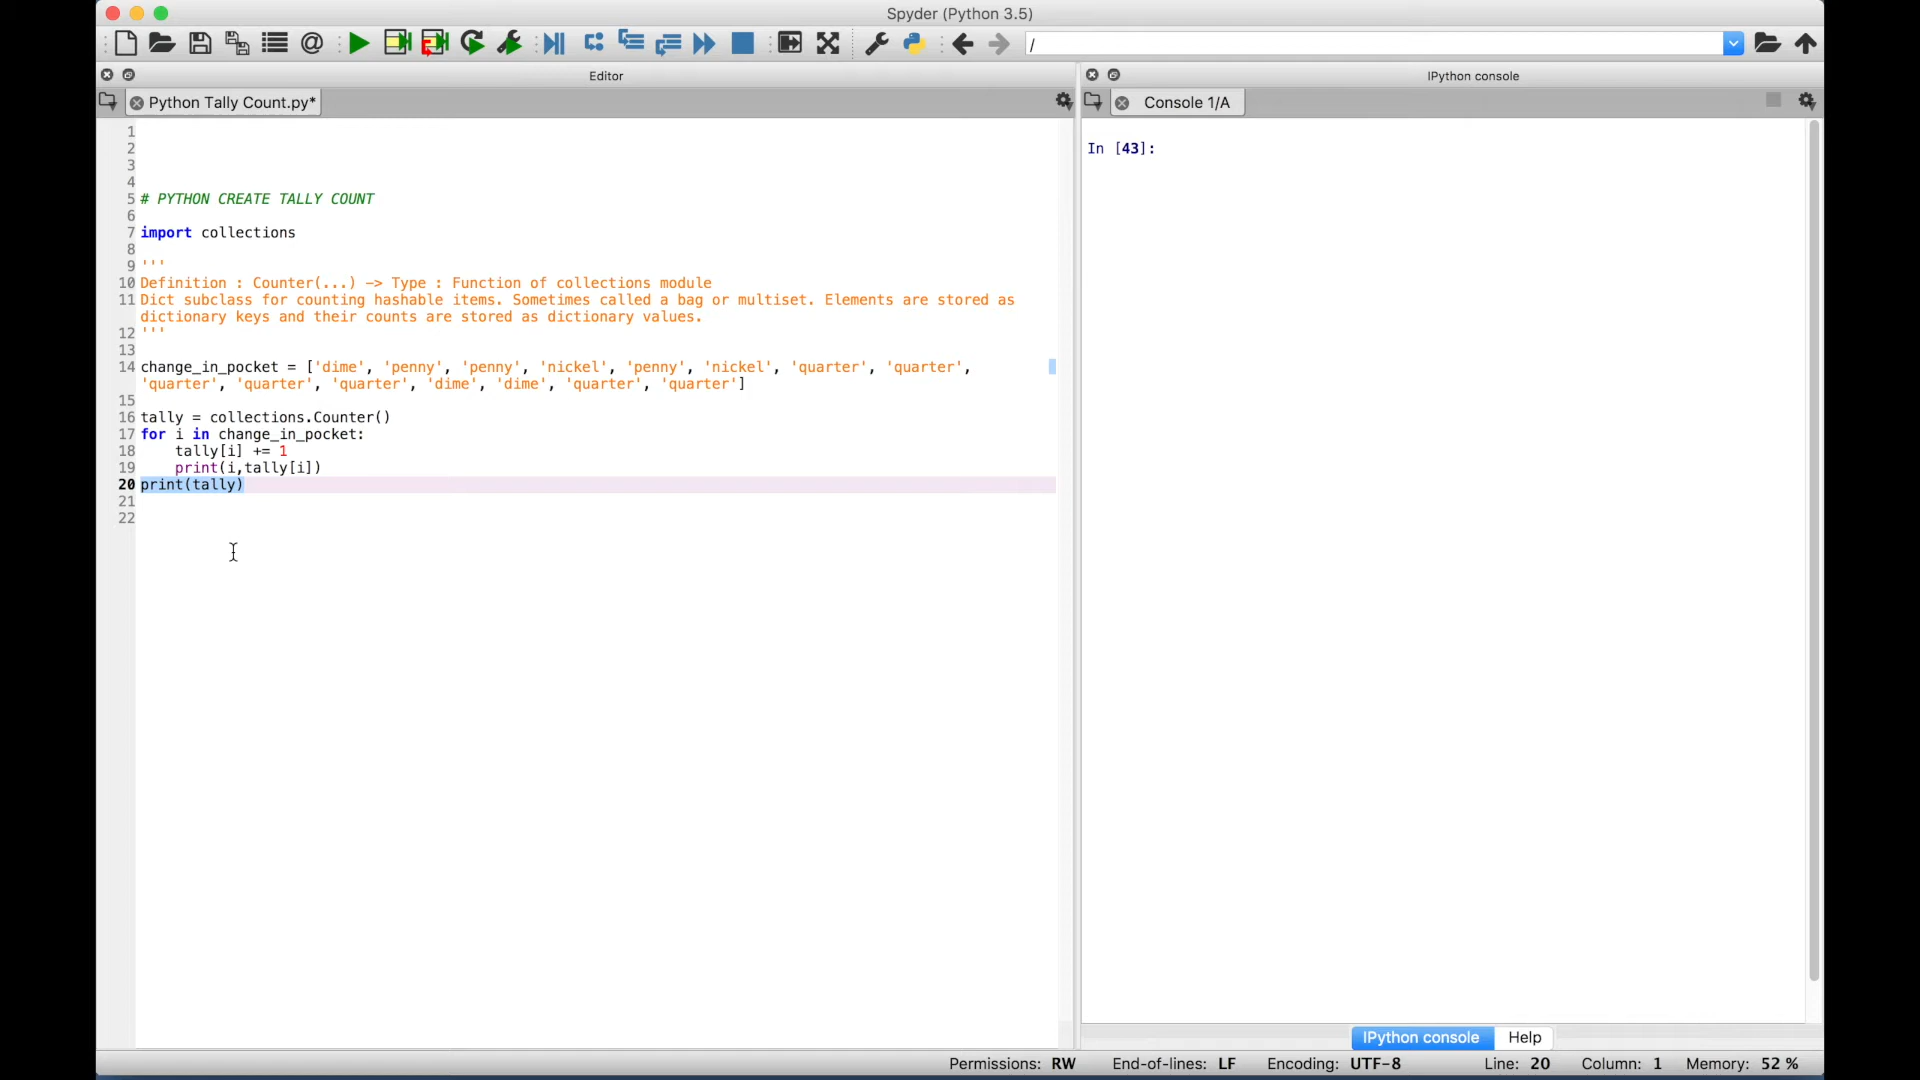 Spyder (Python 3.5)
/
Editor
IPython console
Python Tally Count.py*
Console 1/A
1
2
3
4
5 # PYTHON CREATE TALLY COUNT
6
7 import collections
8
9 '''
10 Definition : Counter(...) -> Type : Function of collections module
11 Dict subclass for counting hashable items. Sometimes called a bag or multiset. Elements are stored as
dictionary keys and their counts are stored as dictionary values.
12 '''
13
14 change_in_pocket = ['dime', 'penny', 'penny', 'nickel', 'penny', 'nickel', 'quarter', 'quarter',
'quarter', 'quarter', 'quarter', 'dime', 'dime', 'quarter', 'quarter']
15
16 tally = collections.Counter()
17 for i in change_in_pocket:
18     tally[i] += 1
19     print(i,tally[i])
20 print(tally)
21
22
In [43]:
IPython console
Help
Permissions: RW End-of-lines: LF Encoding: UTF-8 Line: 20 Column: 1 Memory: 52 %